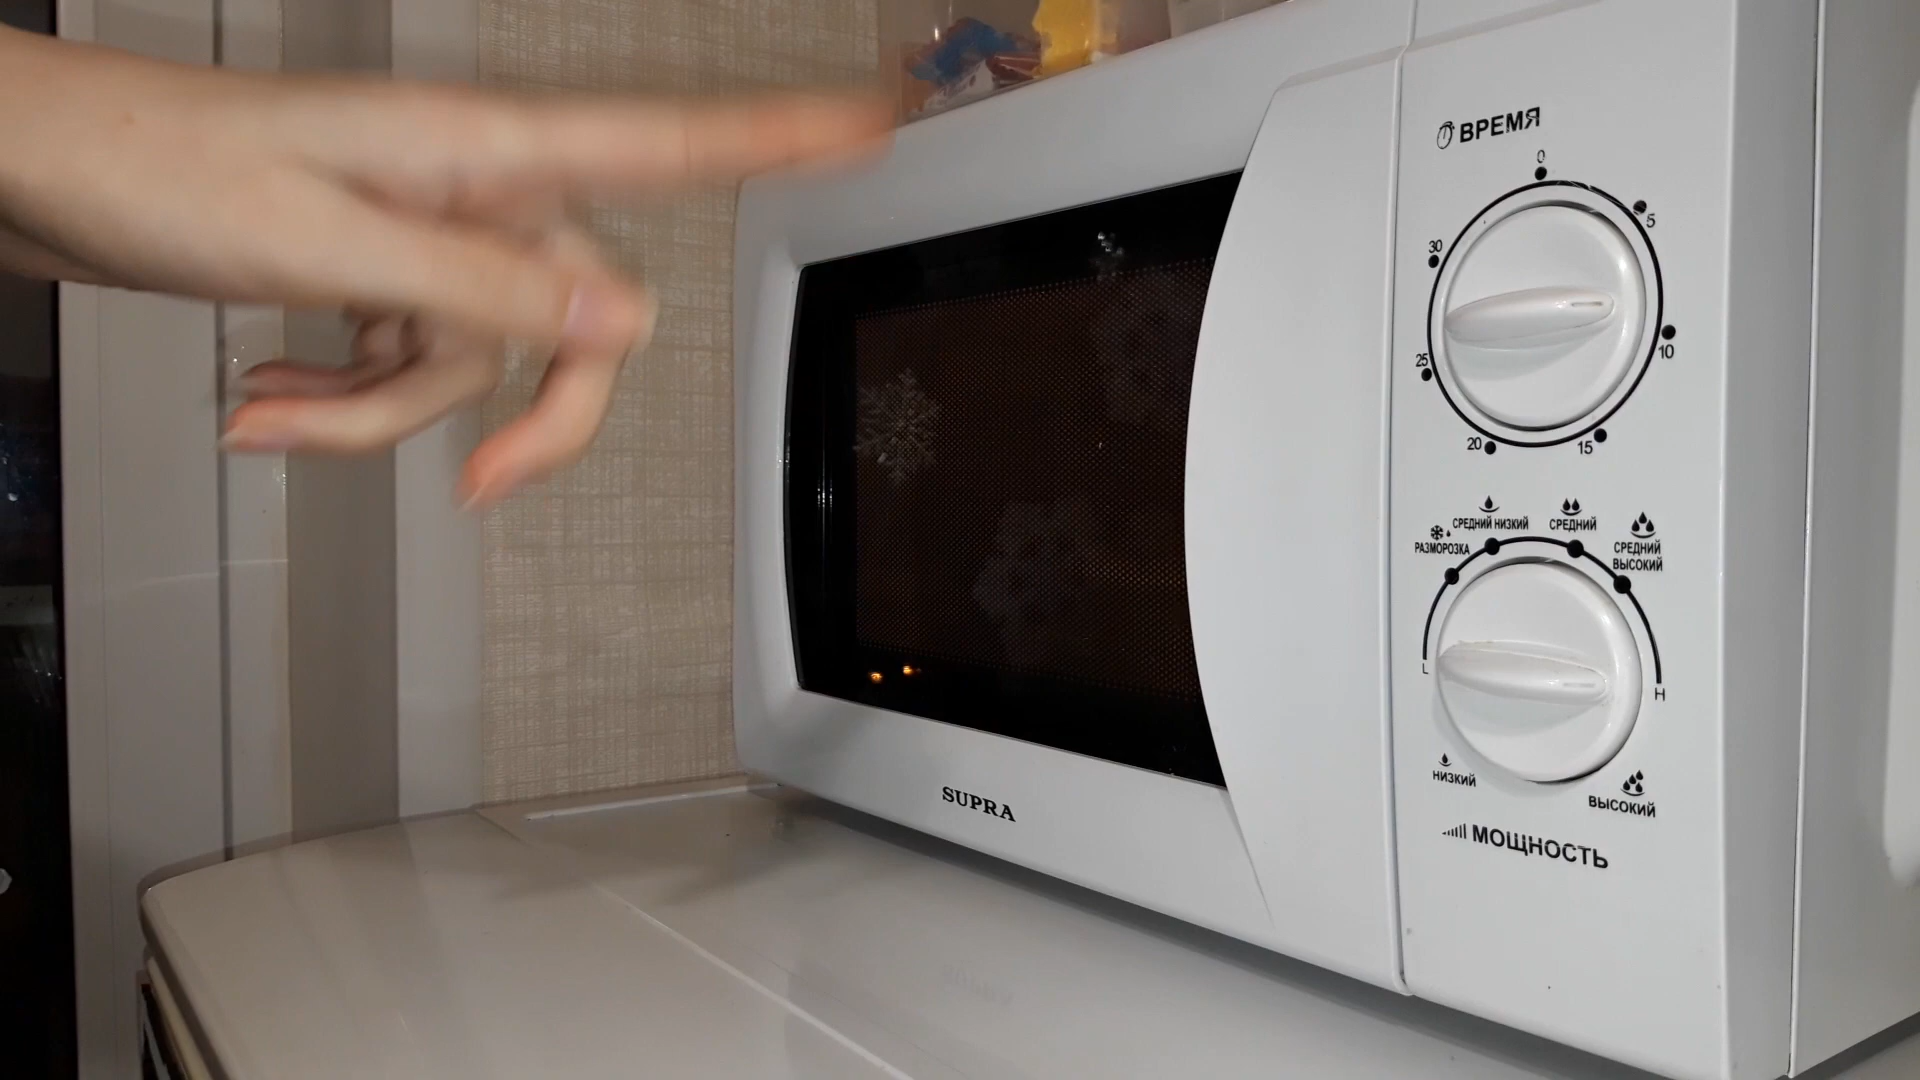 ВРЕМЯ
0
5
30
10
25
20
15
СРЕДНИЙ НИЗКИЙ
СРЕДНИЙ
РАЗМОРОЗКА
СРЕДНИЙ
ВЫСОКИЙ
L
H
НИЗКИЙ
ВЫСОКИЙ
МОЩНОСТЬ
SUPRA